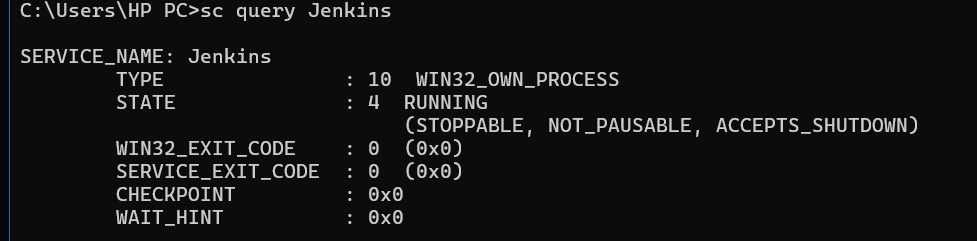 C:\Users\HP PC>sc query Jenkins
SERVICE_NAME: Jenkins
TYPE : 10 WIN32_OWN_PROCESS
STATE : 4 RUNNING
(STOPPABLE, NOT_PAUSABLE, ACCEPTS_SHUTDOWN)
WIN32_EXIT_CODE : 0 (0x0)
SERVICE_EXIT_CODE : 0 (0x0)
CHECKPOINT : 0x0
WAIT_HINT : 0x0